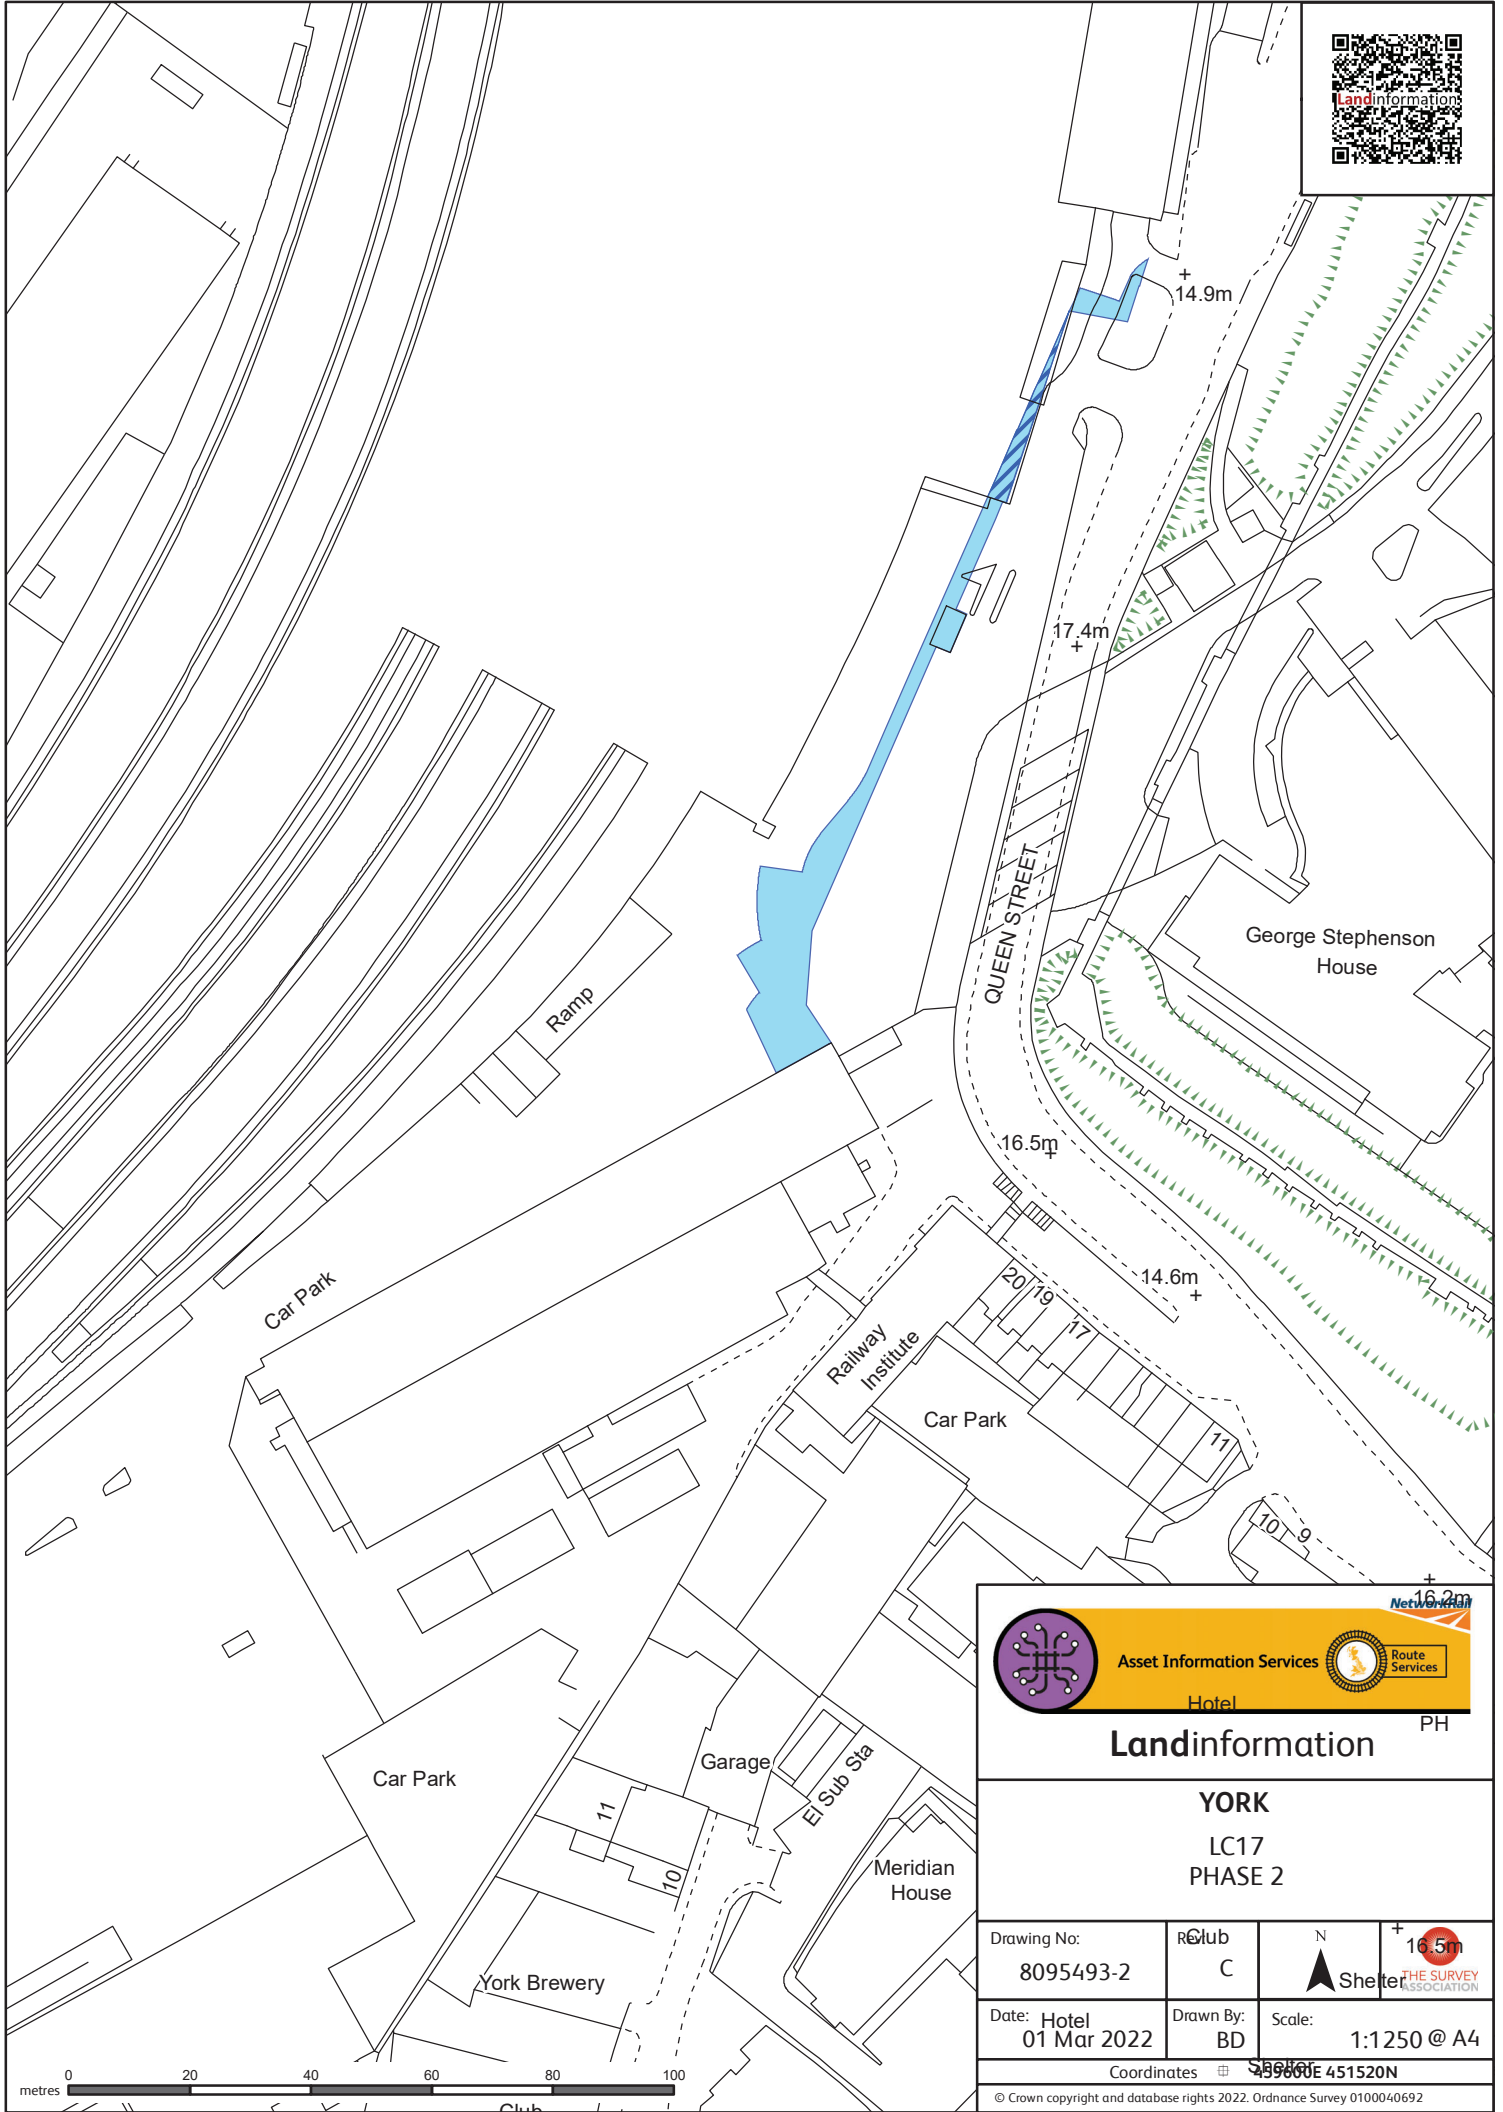 Landinformation
14.9m
17.4m
QUEEN STREET
George Stephenson
House
Ramp
16.5m
14.6m
Car Park
20
19
17
11
Railway
Institute
Car Park
10
9
16.2m
NetworkRail
Asset Information Services
Route
Services
Hotel
PH
Landinformation
Garage
El Sub Sta
Car Park
11
10
Meridian
House
York Brewery
YORK
LC17
PHASE 2
Drawing No:
8095493-2
Rev:
Club
C
N
16.5m
Shelter
THE SURVEY
ASSOCIATION
Date:
Hotel
01 Mar 2022
Drawn By:
BD
Scale:
1:1250 @ A4
Shelter
Coordinates 459600E 451520N
© Crown copyright and database rights 2022. Ordnance Survey 0100040692
metres 0 20 40 60 80 100
Club